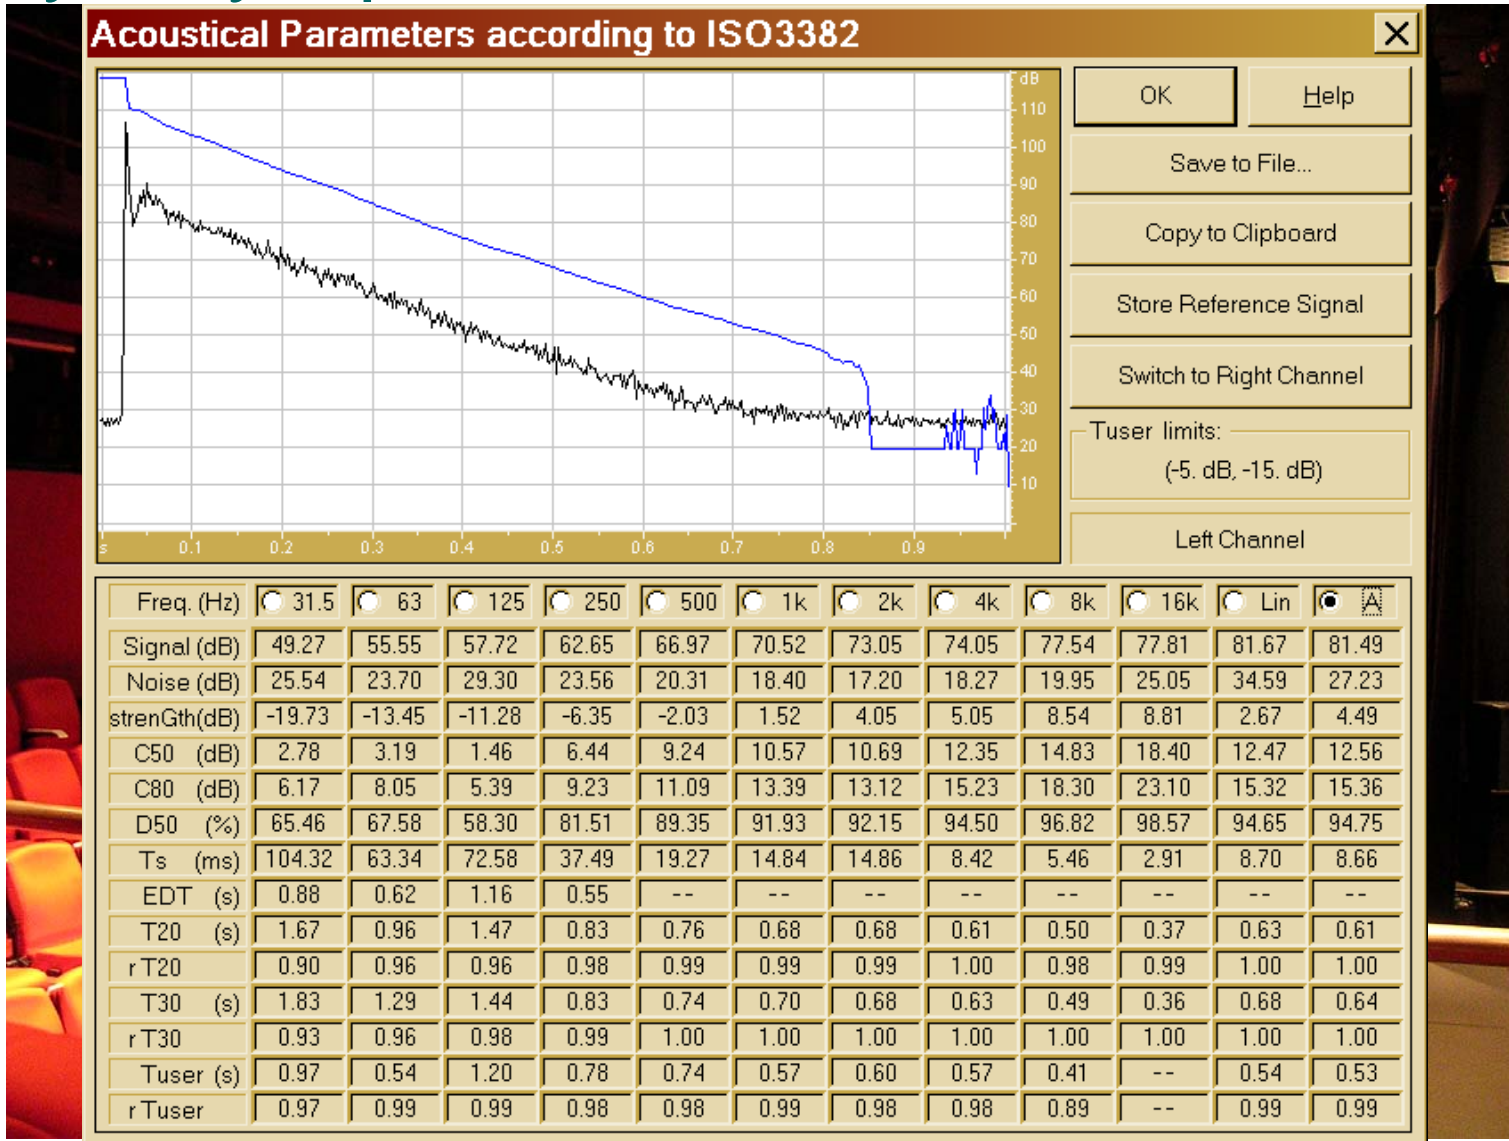 Acoustical Parameters according to ISO3382
dB
110
100
90
80
70
60
50
40
30
20
10
s 0.1 0.2 0.3 0.4 0.5 0.6 0.7 0.8 0.9
OK Help
Save to File...
Copy to Clipboard
Store Reference Signal
Switch to Right Channel
Tuser limits:
(-5. dB, -15. dB)
Left Channel
Freq. (Hz) 31.5 63 125 250 500 1k 2k 4k 8k 16k Lin A
Signal (dB) 49.27 55.55 57.72 62.65 66.97 70.52 73.05 74.05 77.54 77.81 81.67 81.49
Noise (dB) 25.54 23.70 29.30 23.56 20.31 18.40 17.20 18.27 19.95 25.05 34.59 27.23
strenGth(dB) -19.73 -13.45 -11.28 -6.35 -2.03 1.52 4.05 5.05 8.54 8.81 2.67 4.49
C50 (dB) 2.78 3.19 1.46 6.44 9.24 10.57 10.69 12.35 14.83 18.40 12.47 12.56
C80 (dB) 6.17 8.05 5.39 9.23 11.09 13.39 13.12 15.23 18.30 23.10 15.32 15.36
D50 (%) 65.46 67.58 58.30 81.51 89.35 91.93 92.15 94.50 96.82 98.57 94.65 94.75
Ts (ms) 104.32 63.34 72.58 37.49 19.27 14.84 14.86 8.42 5.46 2.91 8.70 8.66
EDT (s) 0.88 0.62 1.16 0.55 -- -- -- -- -- -- -- --
T20 (s) 1.67 0.96 1.47 0.83 0.76 0.68 0.68 0.61 0.50 0.37 0.63 0.61
r T20 0.90 0.96 0.96 0.98 0.99 0.99 0.99 1.00 0.98 0.99 1.00 1.00
T30 (s) 1.83 1.29 1.44 0.83 0.74 0.70 0.68 0.63 0.49 0.36 0.68 0.64
r T30 0.93 0.96 0.98 0.99 1.00 1.00 1.00 1.00 1.00 1.00 1.00 1.00
Tuser (s) 0.97 0.54 1.20 0.78 0.74 0.57 0.60 0.57 0.41 -- 0.54 0.53
r Tuser 0.97 0.99 0.99 0.98 0.98 0.99 0.98 0.98 0.89 -- 0.99 0.99